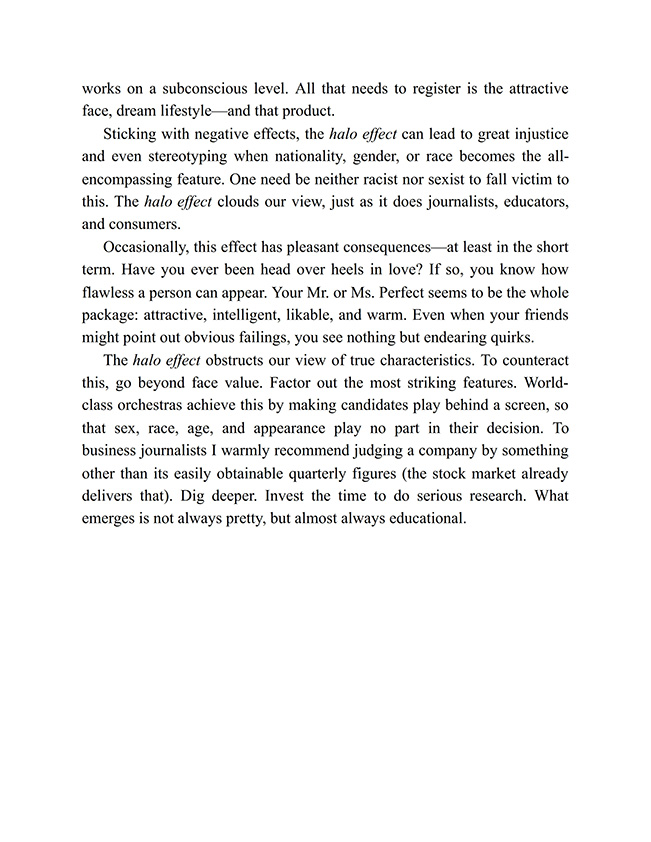 works on a subconscious level. All that needs to register is the attractive
face, dream lifestyle—and that product.
Sticking with negative effects, the halo effect can lead to great injustice
and even stereotyping when nationality, gender, or race becomes the all-
encompassing feature. One need be neither racist nor sexist to fall victim to
this. The halo effect clouds our view, just as it does journalists, educators,
and consumers.
Occasionally, this effect has pleasant consequences—at least in the short
term. Have you ever been head over heels in love? If so, you know how
flawless a person can appear. Your Mr. or Ms. Perfect seems to be the whole
package: attractive, intelligent, likable, and warm. Even when your friends
might point out obvious failings, you see nothing but endearing quirks.
The halo effect obstructs our view of true characteristics. To counteract
this, go beyond face value. Factor out the most striking features. World-
class orchestras achieve this by making candidates play behind a screen, so
that sex, race, age, and appearance play no part in their decision. To
business journalists I warmly recommend judging a company by something
other than its easily obtainable quarterly figures (the stock market already
delivers that). Dig deeper. Invest the time to do serious research. What
emerges is not always pretty, but almost always educational.